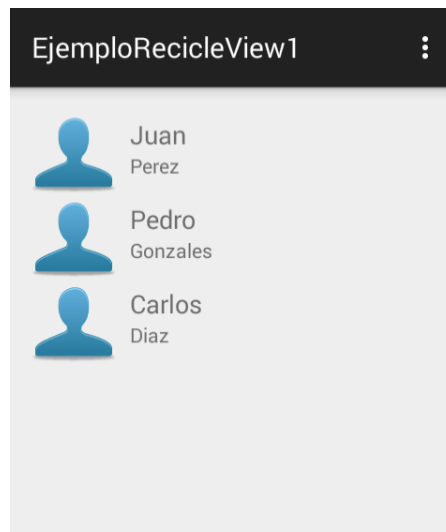 EjemploRecicleView1
Juan
Perez
Pedro
Gonzales
Carlos
Diaz